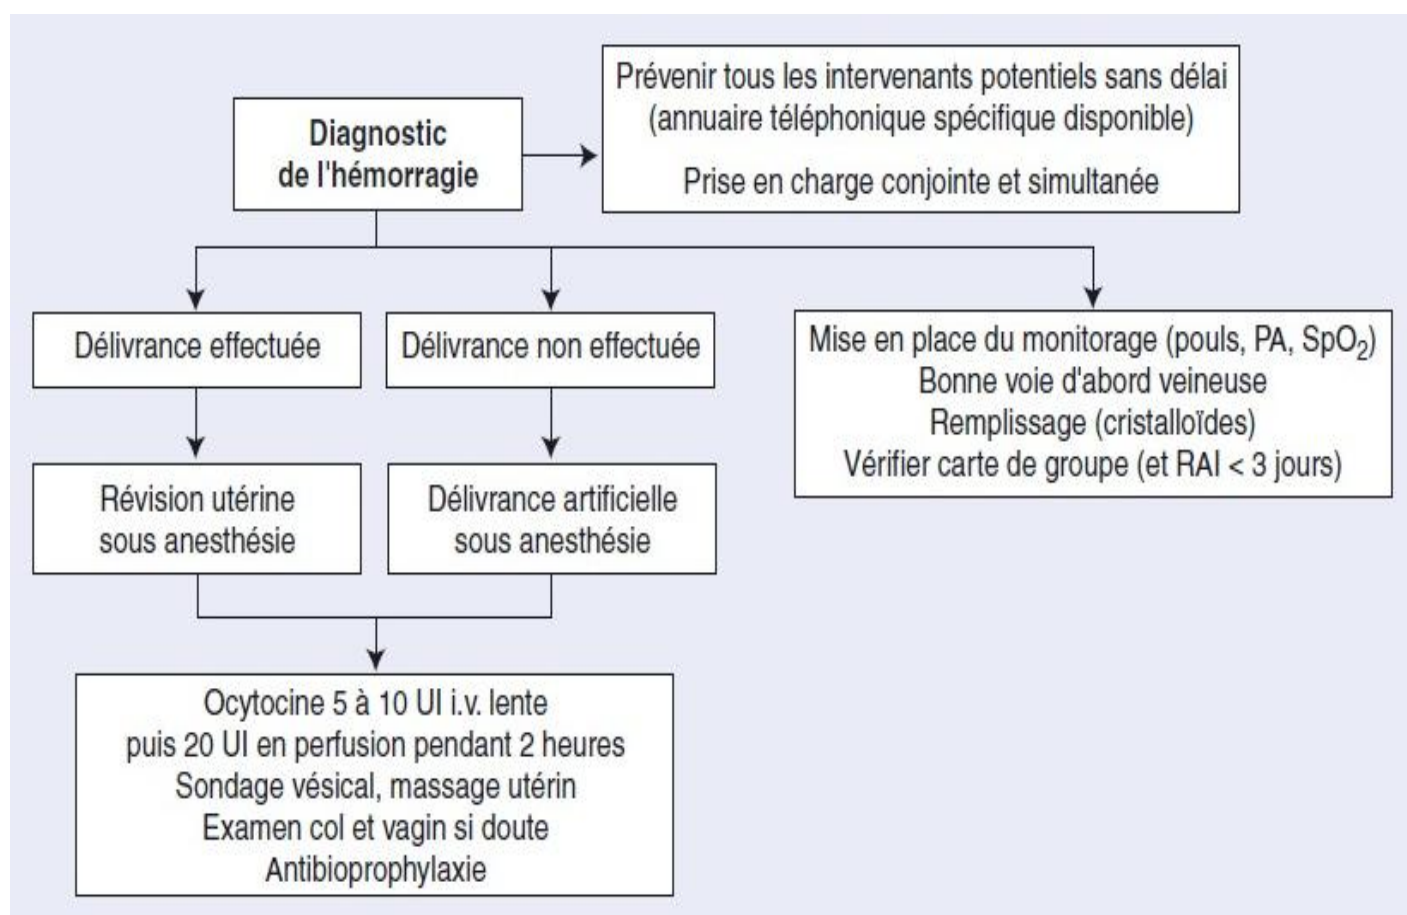 Diagnostic
de l'hémorragie
Prévenir tous les intervenants potentiels sans délai
(annuaire téléphonique spécifique disponible)
Prise en charge conjointe et simultanée
Délivrance effectuée
Délivrance non effectuée
Mise en place du monitorage (pouls, PA, SpO₂)
Bonne voie d'abord veineuse
Remplissage (cristalloïdes)
Vérifier carte de groupe (et RAI < 3 jours)
Révision utérine
sous anesthésie
Délivrance artificielle
sous anesthésie
Ocytocine 5 à 10 UI i.v. lente
puis 20 UI en perfusion pendant 2 heures
Sondage vésical, massage utérin
Examen col et vagin si doute
Antibioprophylaxie